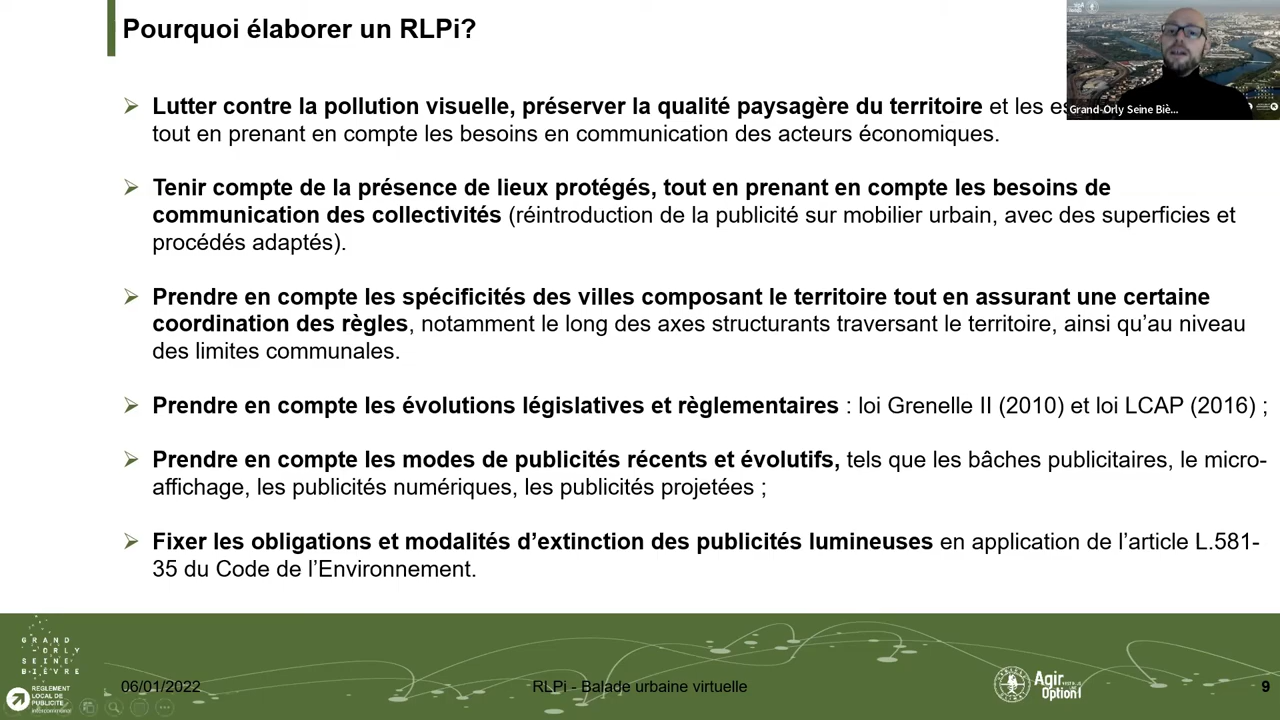 Pourquoi élaborer un RLPi?
Lutter contre la pollution visuelle, préserver la qualité paysagère du territoire et les
tout en prenant en compte les besoins en communication des acteurs économiques.
Tenir compte de la présence de lieux protégés, tout en prenant en compte les besoins de
communication des collectivités (réintroduction de la publicité sur mobilier urbain, avec des superficies et
procédés adaptés).
Prendre en compte les spécificités des villes composant le territoire tout en assurant une certaine
coordination des règles, notamment le long des axes structurants traversant le territoire, ainsi qu’au niveau
des limites communales.
Prendre en compte les évolutions législatives et règlementaires : loi Grenelle II (2010) et loi LCAP (2016) ;
Prendre en compte les modes de publicités récents et évolutifs, tels que les bâches publicitaires, le micro-
affichage, les publicités numériques, les publicités projetées ;
Fixer les obligations et modalités d’extinction des publicités lumineuses en application de l’article L.581-
35 du Code de l’Environnement.
Grand-Orly Seine Biè...
GRAND
-ORLY
SEINE
BIÈVRE
RÈGLEMENT
LOCAL DE
PUBLICITÉ
intercommunal
06/01/2022
RLPi - Balade urbaine virtuelle
Agir
Option1
9